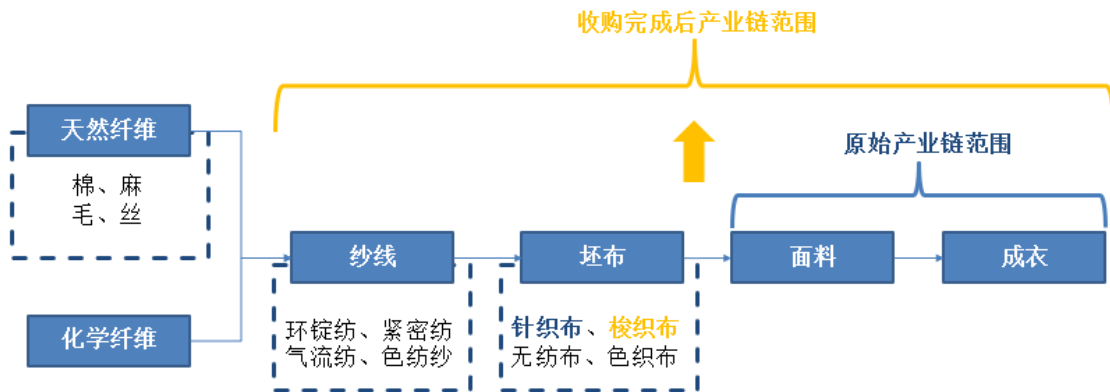 收购完成后产业链范围
天然纤维
原始产业链范围
棉、麻
毛、丝
纱线
坯布
面料
成衣
化学纤维
环锭纺、紧密纺
气流纺、色纺纱
针织布、梭织布
无纺布、色织布